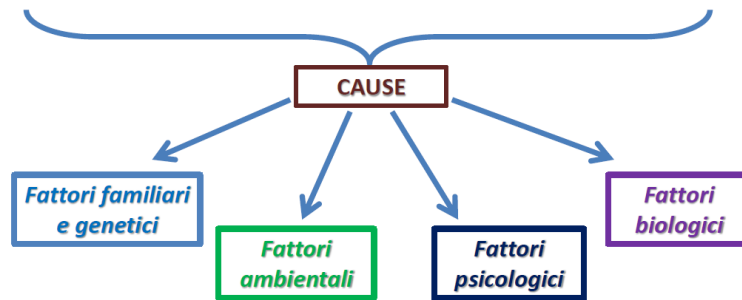 CAUSE
Fattori familiari
e genetici
Fattori
ambientali
Fattori
psicologici
Fattori
biologici